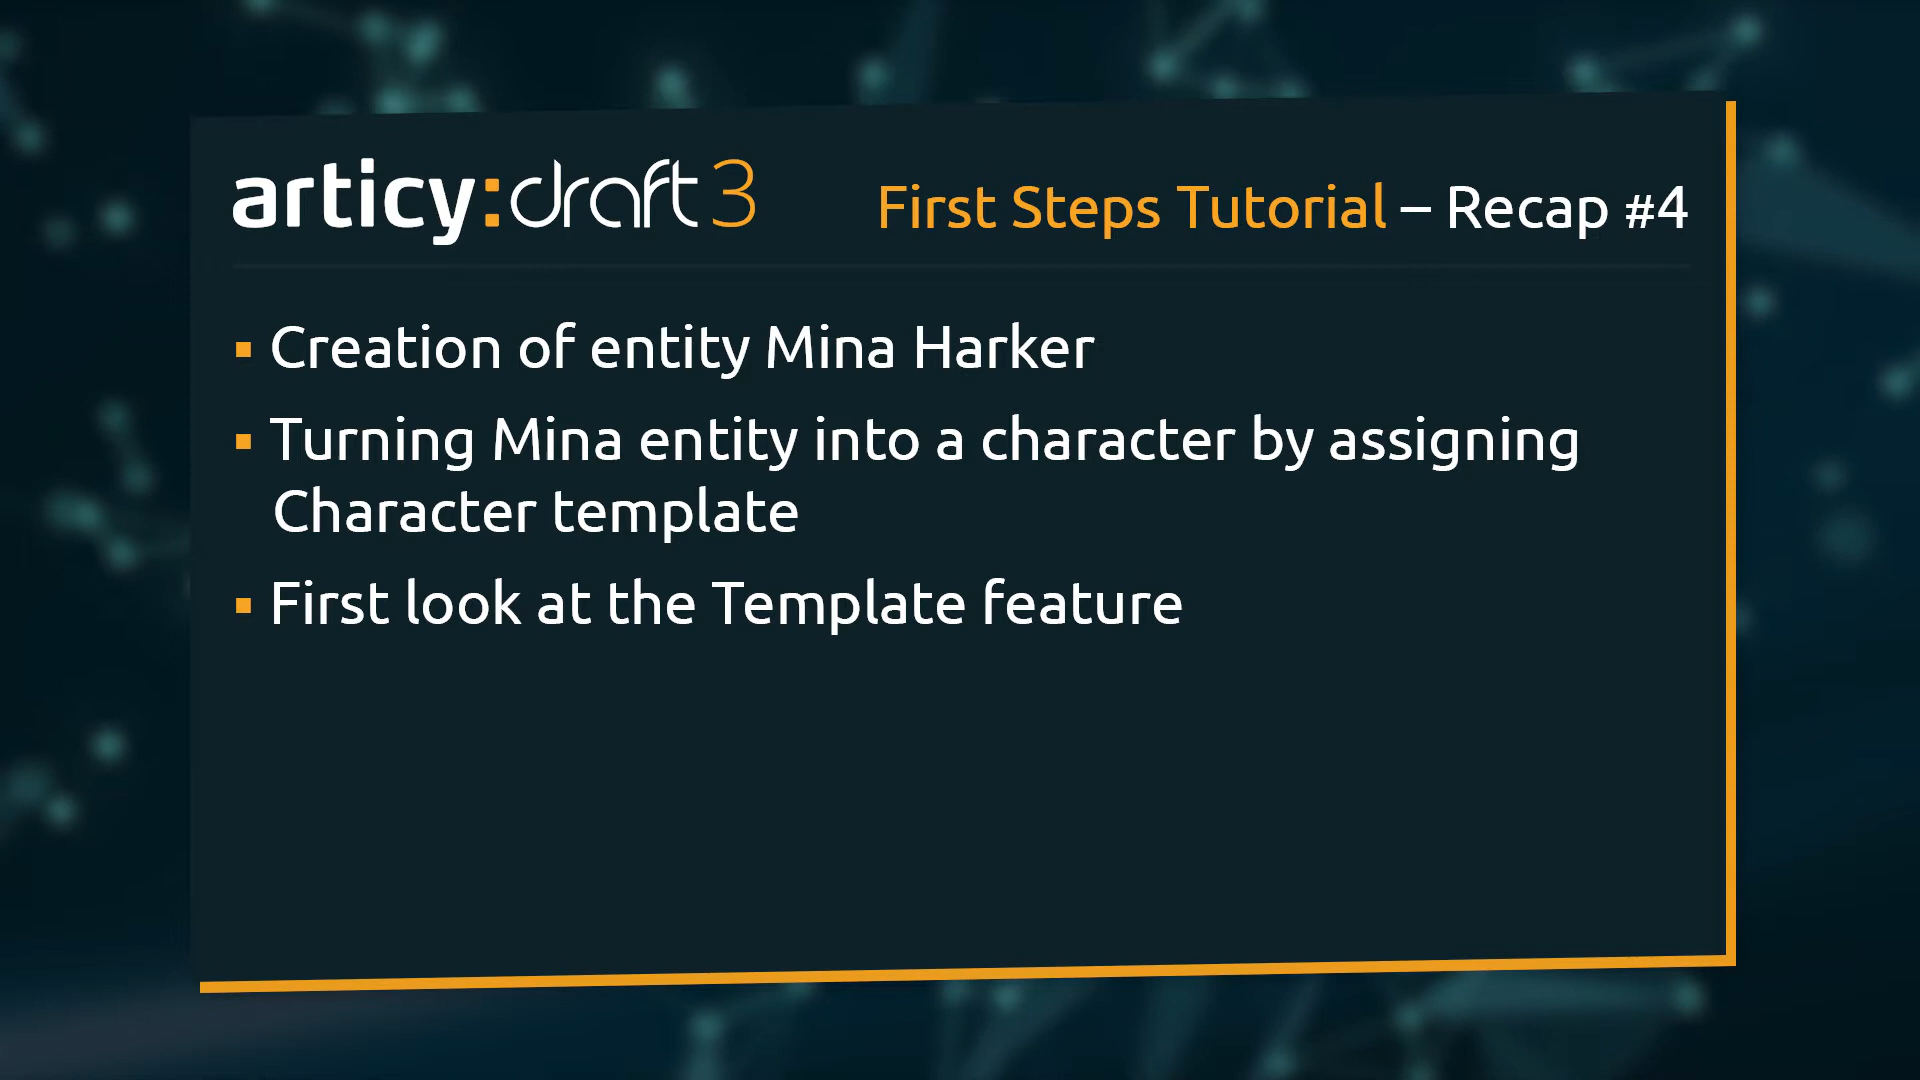 articy:draft 3
First Steps Tutorial – Recap #4
▪ Creation of entity Mina Harker
▪ Turning Mina entity into a character by assigning
Character template
▪ First look at the Template feature